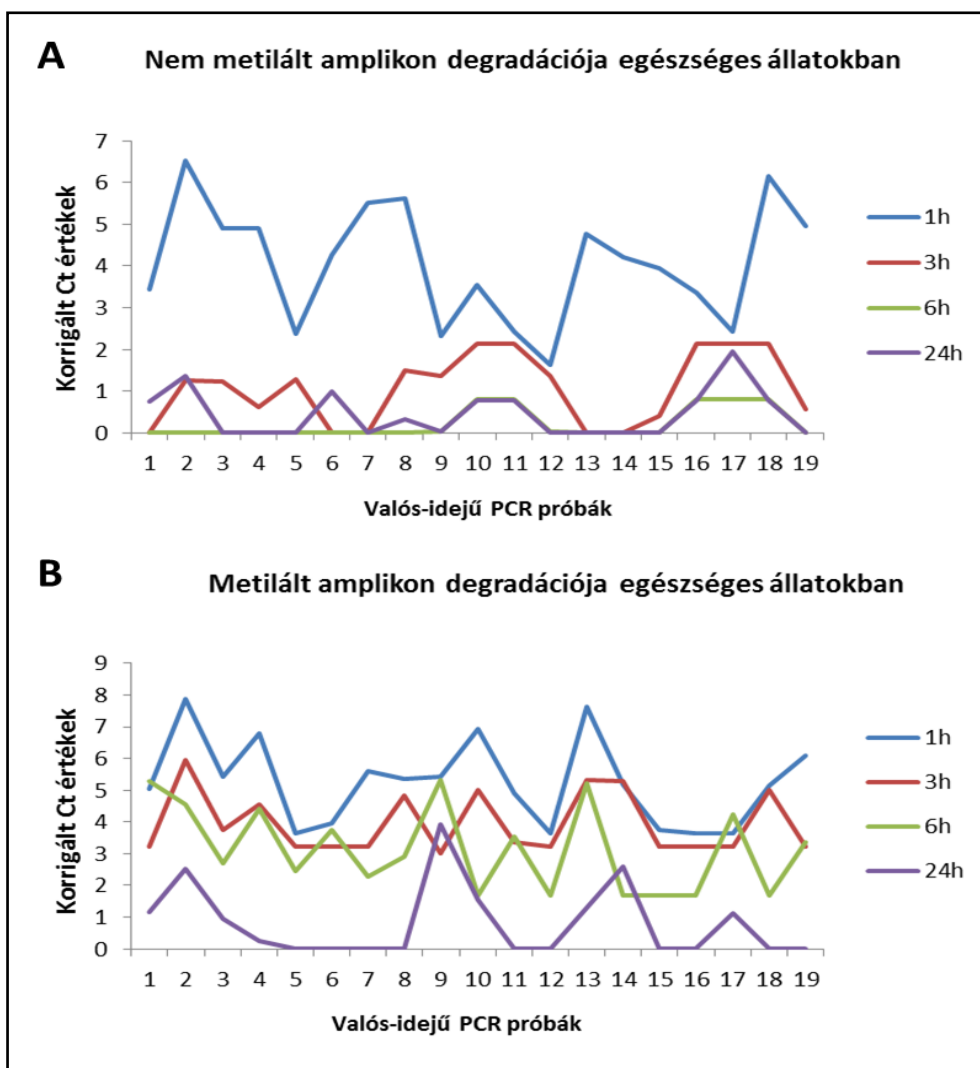 A
Nem metilált amplikon degradációja egészséges állatokban
Korrigált Ct értékek
7
6
5
4
3
2
1
0
1 2 3 4 5 6 7 8 9 10 11 12 13 14 15 16 17 18 19
Valós-idejű PCR próbák
1h
3h
6h
24h
B
Metilált amplikon degradációja egészséges állatokban
Korrigált Ct értékek
9
8
7
6
5
4
3
2
1
0
1 2 3 4 5 6 7 8 9 10 11 12 13 14 15 16 17 18 19
Valós-idejű PCR próbák
1h
3h
6h
24h